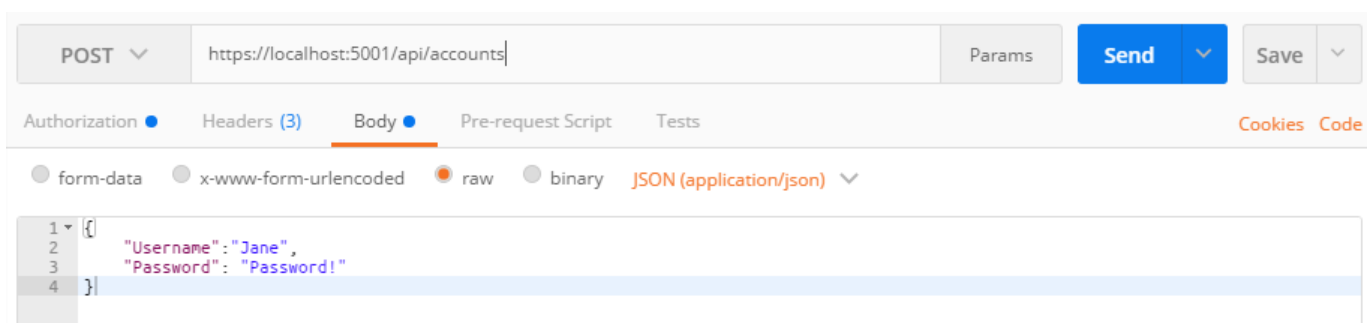 POST https://localhost:5001/api/accounts Params Send Save
Authorization Headers (3) Body Pre-request Script Tests Cookies Code
form-data x-www-form-urlencoded raw binary JSON (application/json)
1 {
2 "Username":"Jane",
3 "Password": "Password!"
4 }